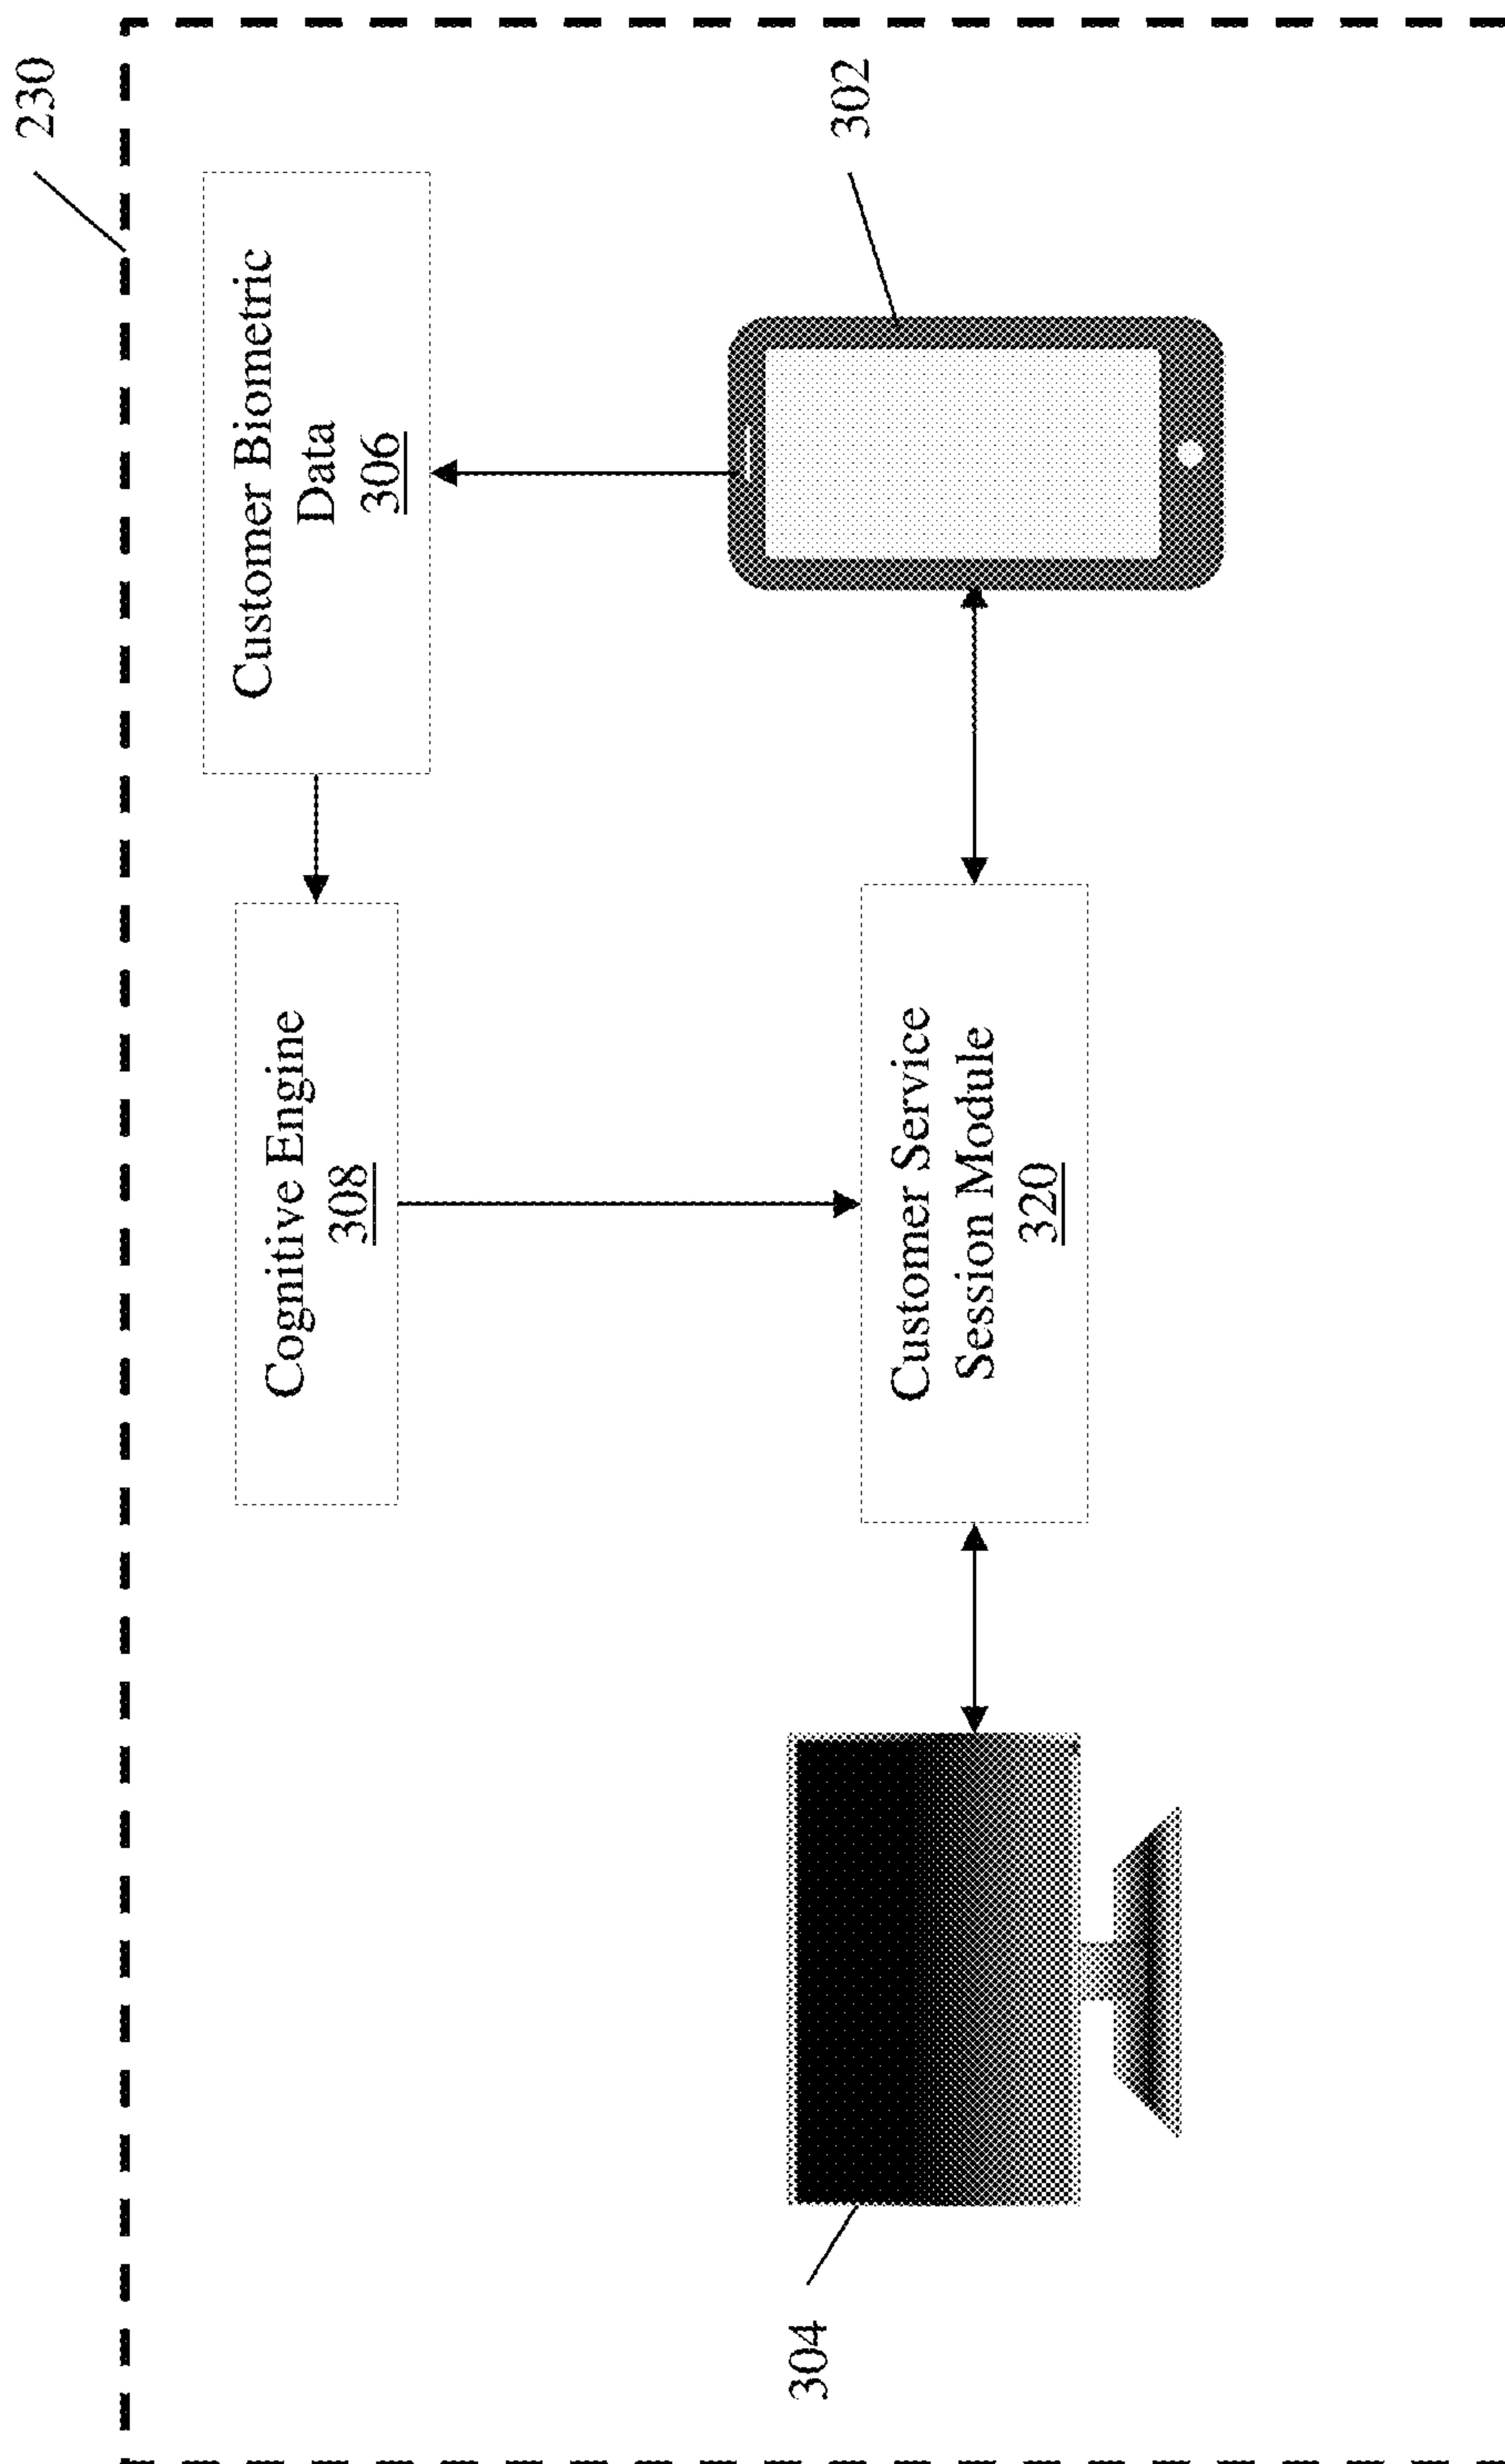 230
Cognitive Engine
308
Customer Biometric
Data
306
304
Customer Service
Session Module
320
302